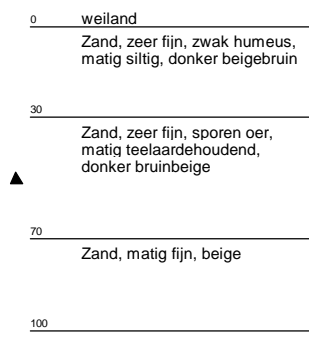 0 weiland
Zand, zeer fijn, zwak humeus,
matig siltig, donker beigebruin
30
Zand, zeer fijn, sporen oer,
matig teelaardehoudend,
donker bruinbeige
70
Zand, matig fijn, beige
100